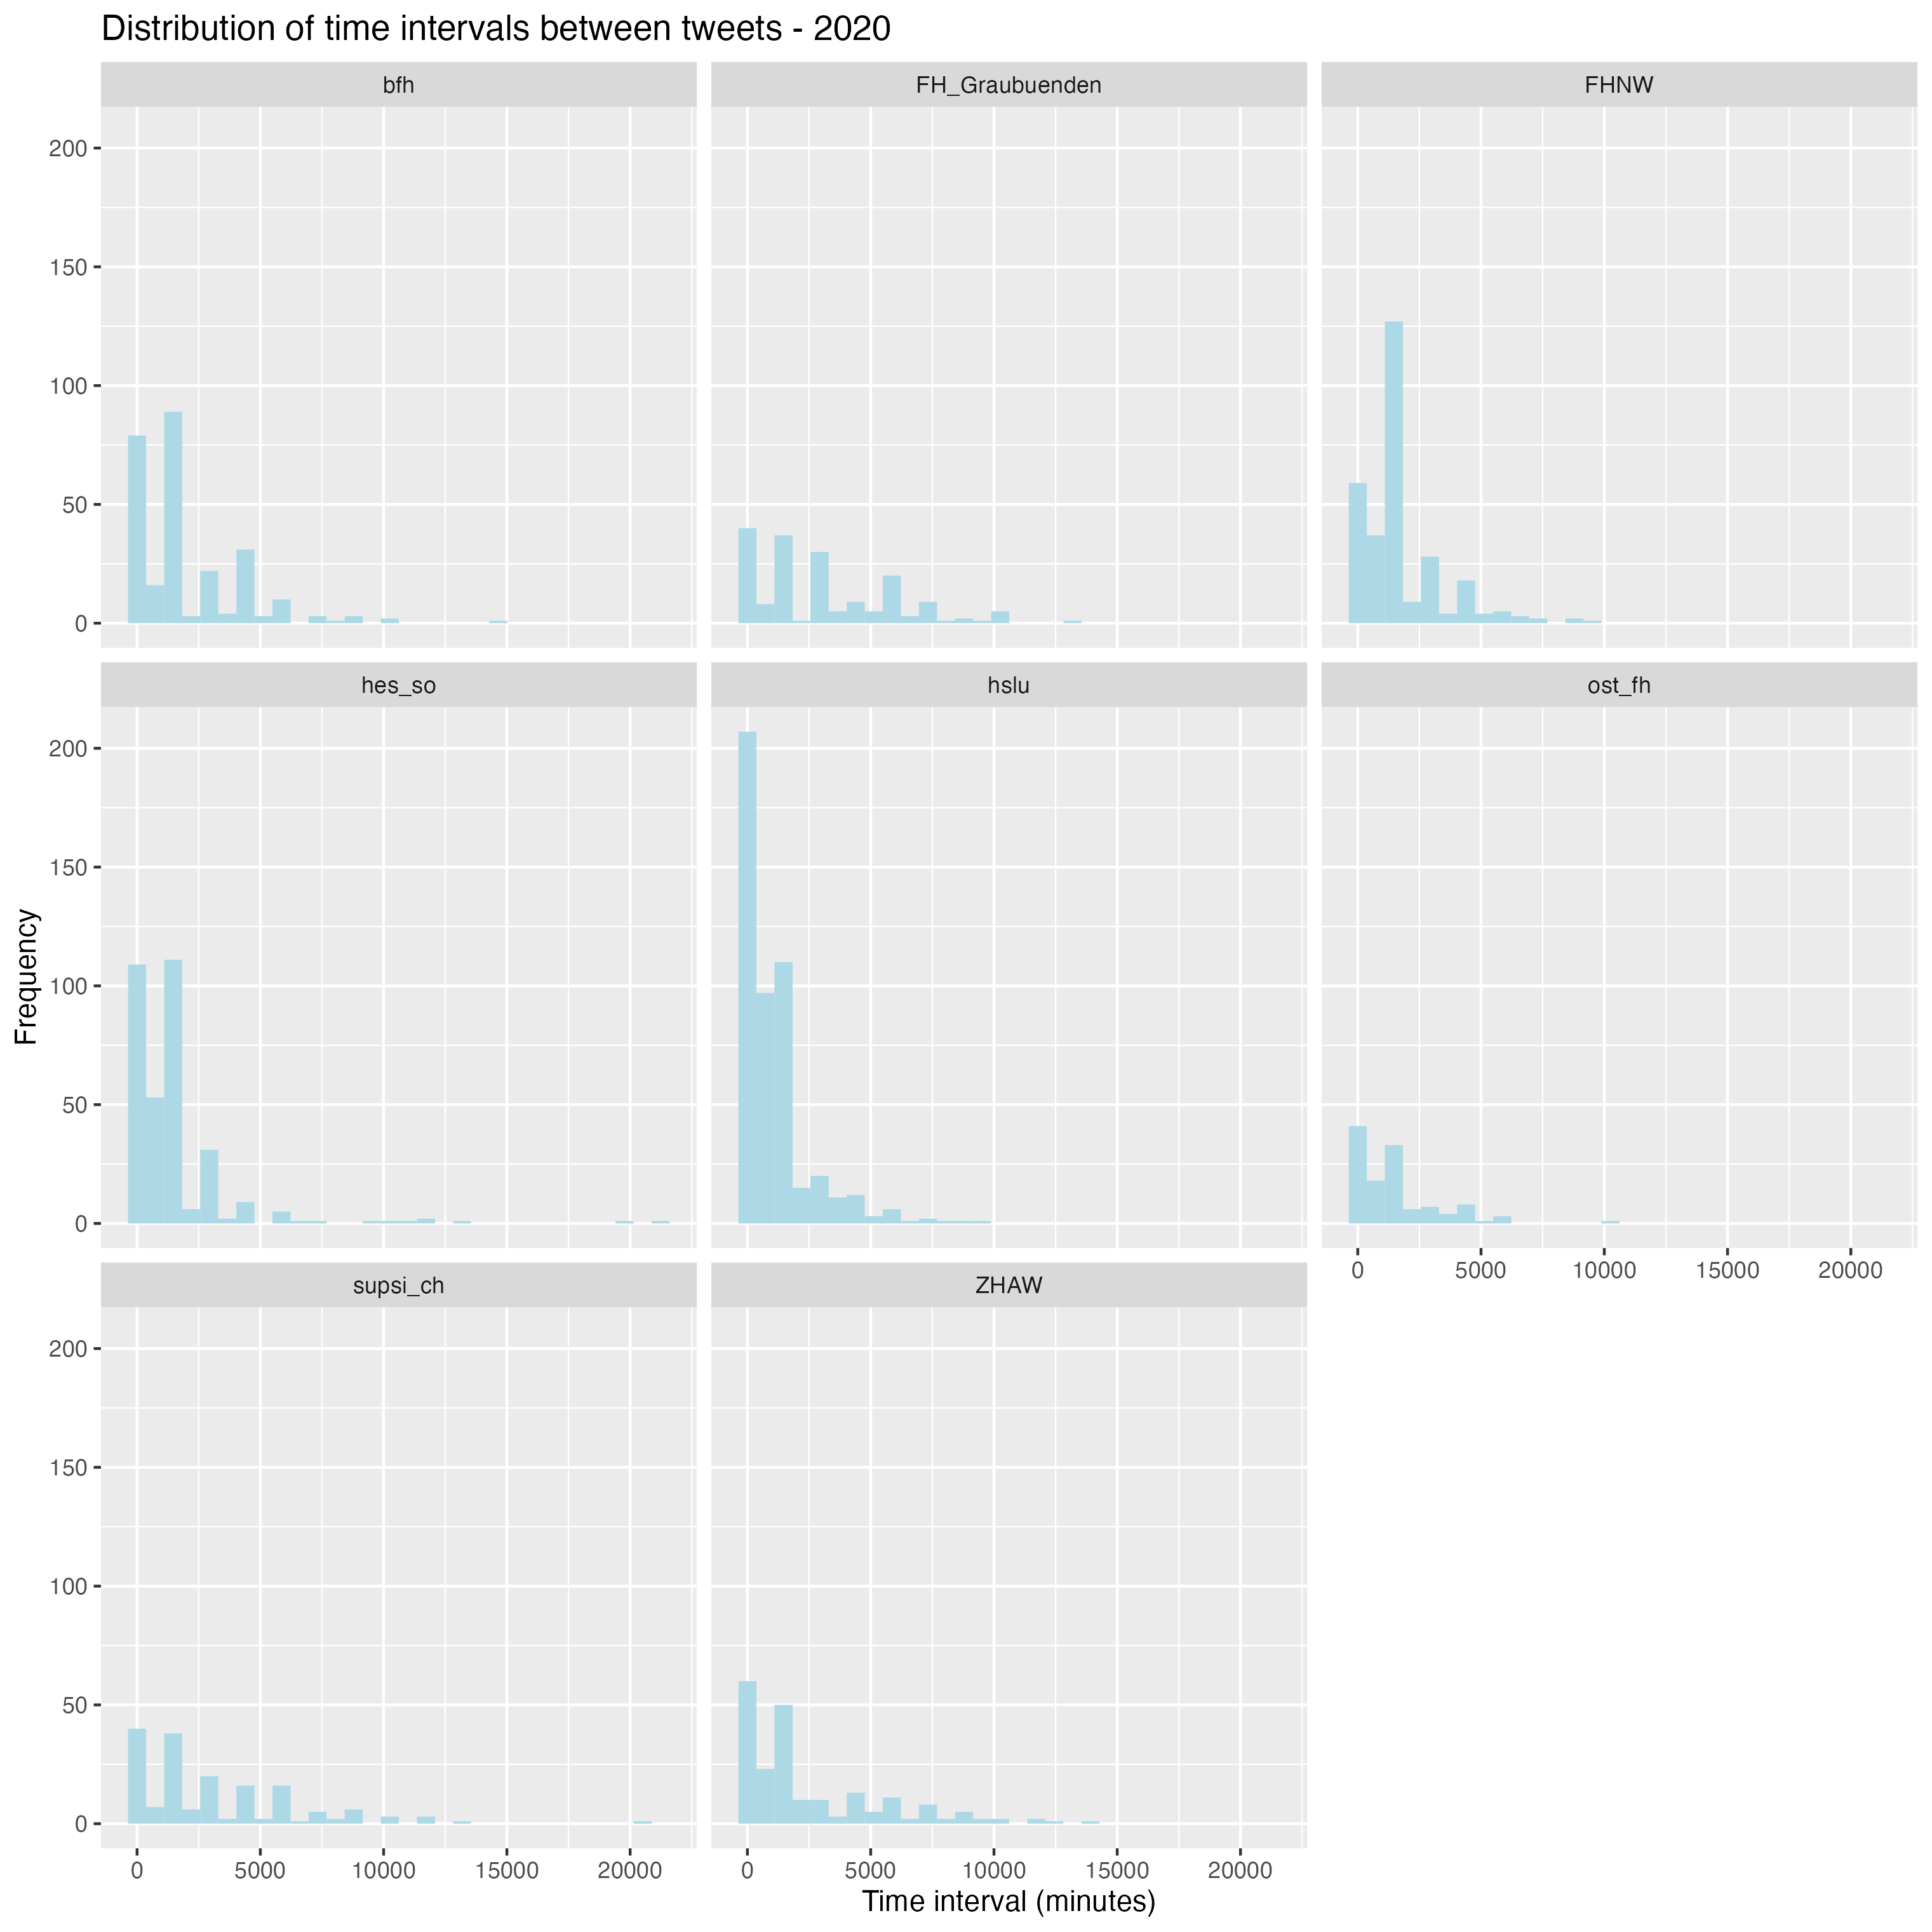 Distribution of time intervals between tweets - 2020
bfh
FH_Graubuenden
FHNW
200
150
100
50
0
hes_so
hslu
ost_fh
200
150
100
50
0
0 5000 10000 15000 20000
supsi_ch
ZHAW
200
150
100
50
0
0 5000 10000 15000 20000
0 5000 10000 15000 20000
Time interval (minutes)
Frequency